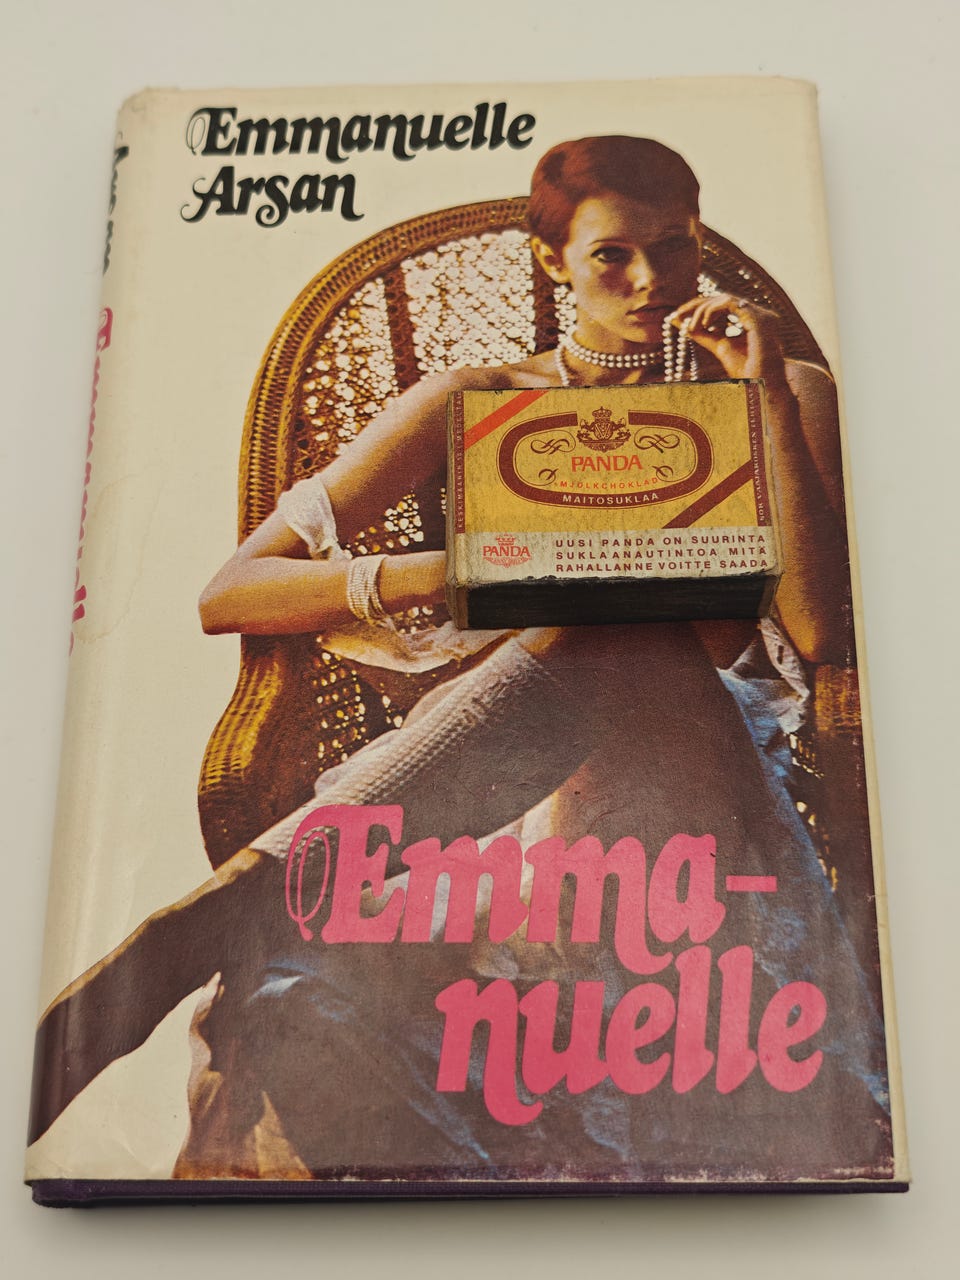 Emmanuelle
Arsan
PANDA
MJÖLKCHOKLAD
MAITOSUKLAA
PANDA
UUSI PANDA ON SUURINTA
SUKLAANAUTINTOA MITÄ
RAHALLANNE VOITTE SAADA
Emma-
nuelle